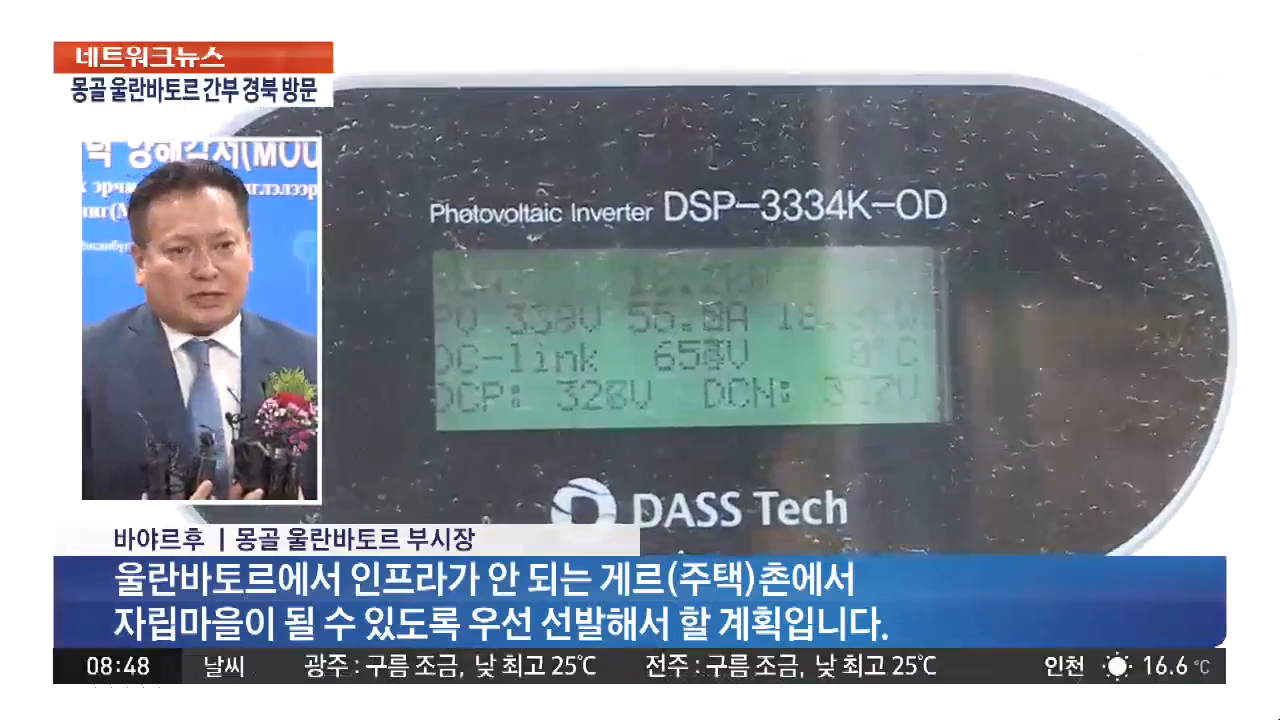 네트워크뉴스
몽골 울란바토르 간부 경북 방문
양해각서(MOU
Photovoltaic Inverter DSP-3334K-OD
PV 338V 55.
DC-link
DCP: 320V DCN:
DASS Tech
바야르후 | 몽골 울란바토르 부시장
울란바토르에서 인프라가 안 되는 게르(주택)촌에서
자립마을이 될 수 있도록 우선 선발해서 할 계획입니다.
08:48 날씨 광주 : 구름 조금, 낮 최고 25℃ 전주 : 구름 조금, 낮 최고 25℃ 인천 16.6 ℃